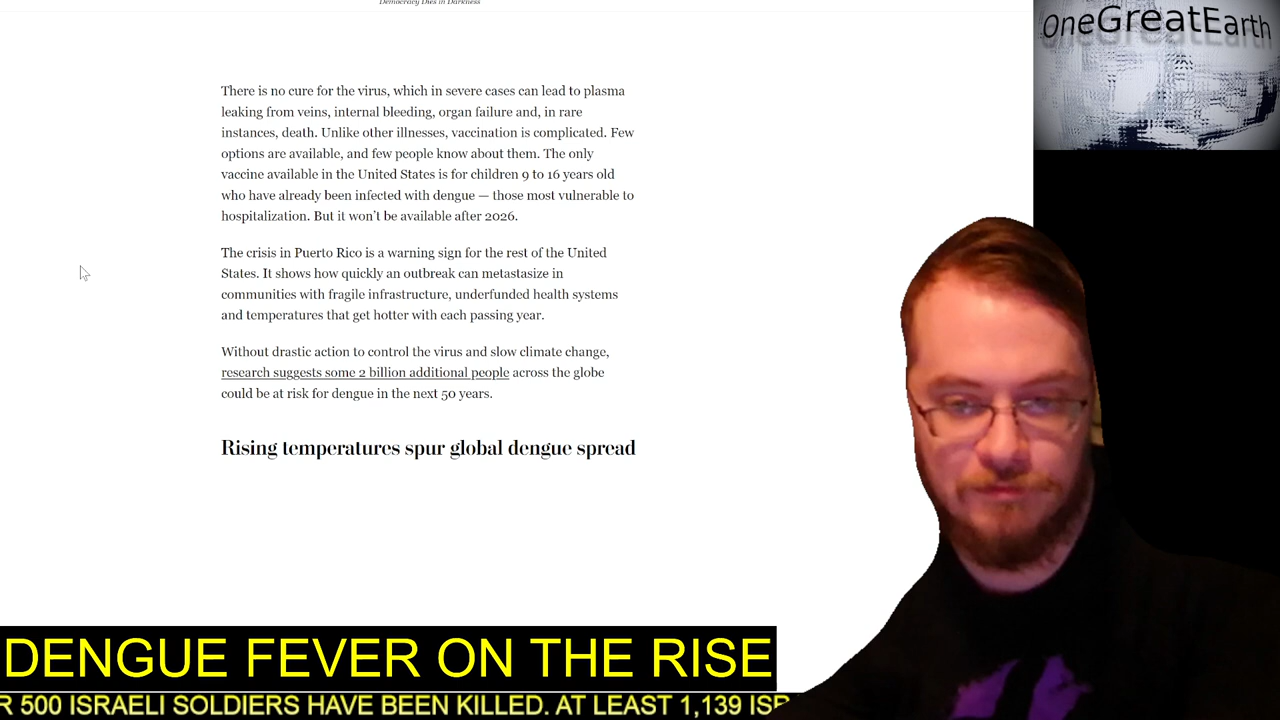 Democracy Dies in Darkness
OneGreatEarth
There is no cure for the virus, which in severe cases can lead to plasma
leaking from veins, internal bleeding, organ failure and, in rare
instances, death. Unlike other illnesses, vaccination is complicated. Few
options are available, and few people know about them. The only
vaccine available in the United States is for children 9 to 16 years old
who have already been infected with dengue — those most vulnerable to
hospitalization. But it won’t be available after 2026.
The crisis in Puerto Rico is a warning sign for the rest of the United
States. It shows how quickly an outbreak can metastasize in
communities with fragile infrastructure, underfunded health systems
and temperatures that get hotter with each passing year.
Without drastic action to control the virus and slow climate change,
research suggests some 2 billion additional people across the globe
could be at risk for dengue in the next 50 years.
Rising temperatures spur global dengue spread
DENGUE FEVER ON THE RISE
R 500 ISRAELI SOLDIERS HAVE BEEN KILLED. AT LEAST 1,139 ISR